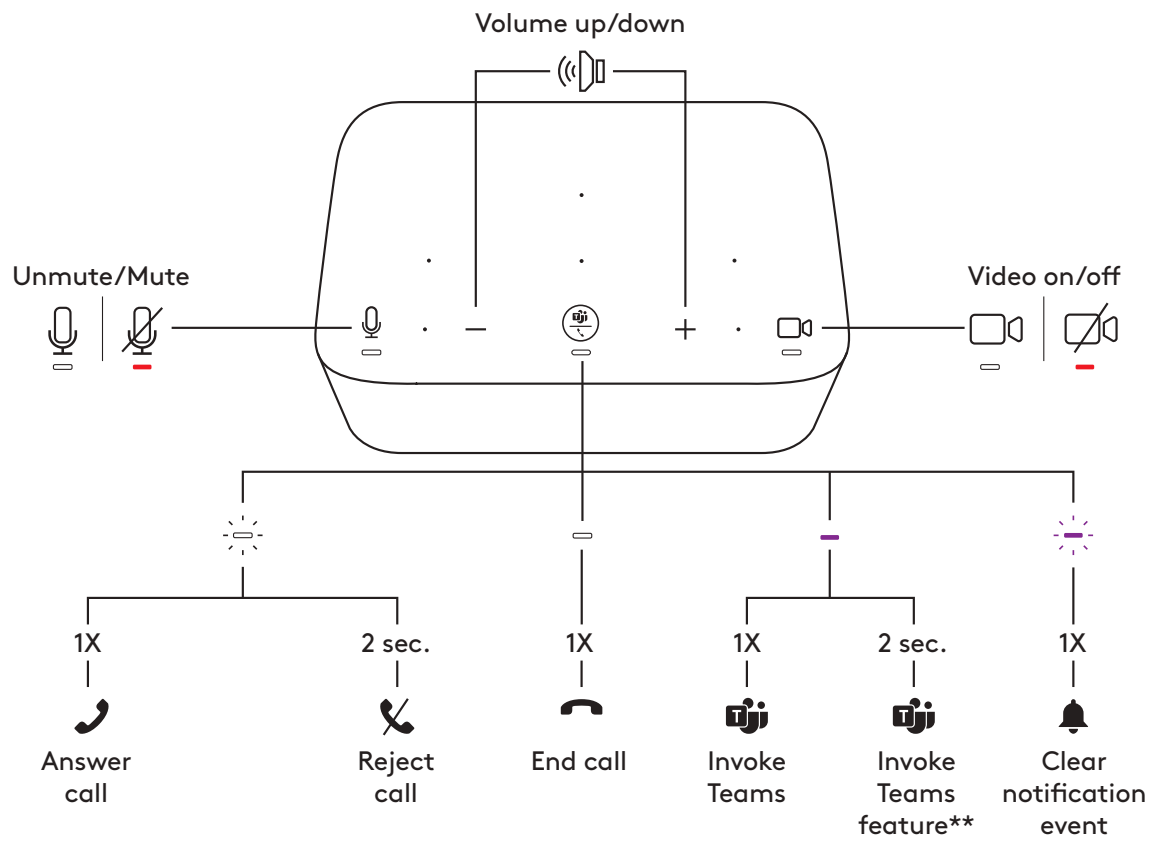 Volume up/down
Unmute/Mute
Video on/off
1X
2 sec.
1X
1X
2 sec.
1X
T
T
Answer
call
Reject
call
End call
Invoke
Teams
Invoke
Teams
feature**
Clear
notification
event